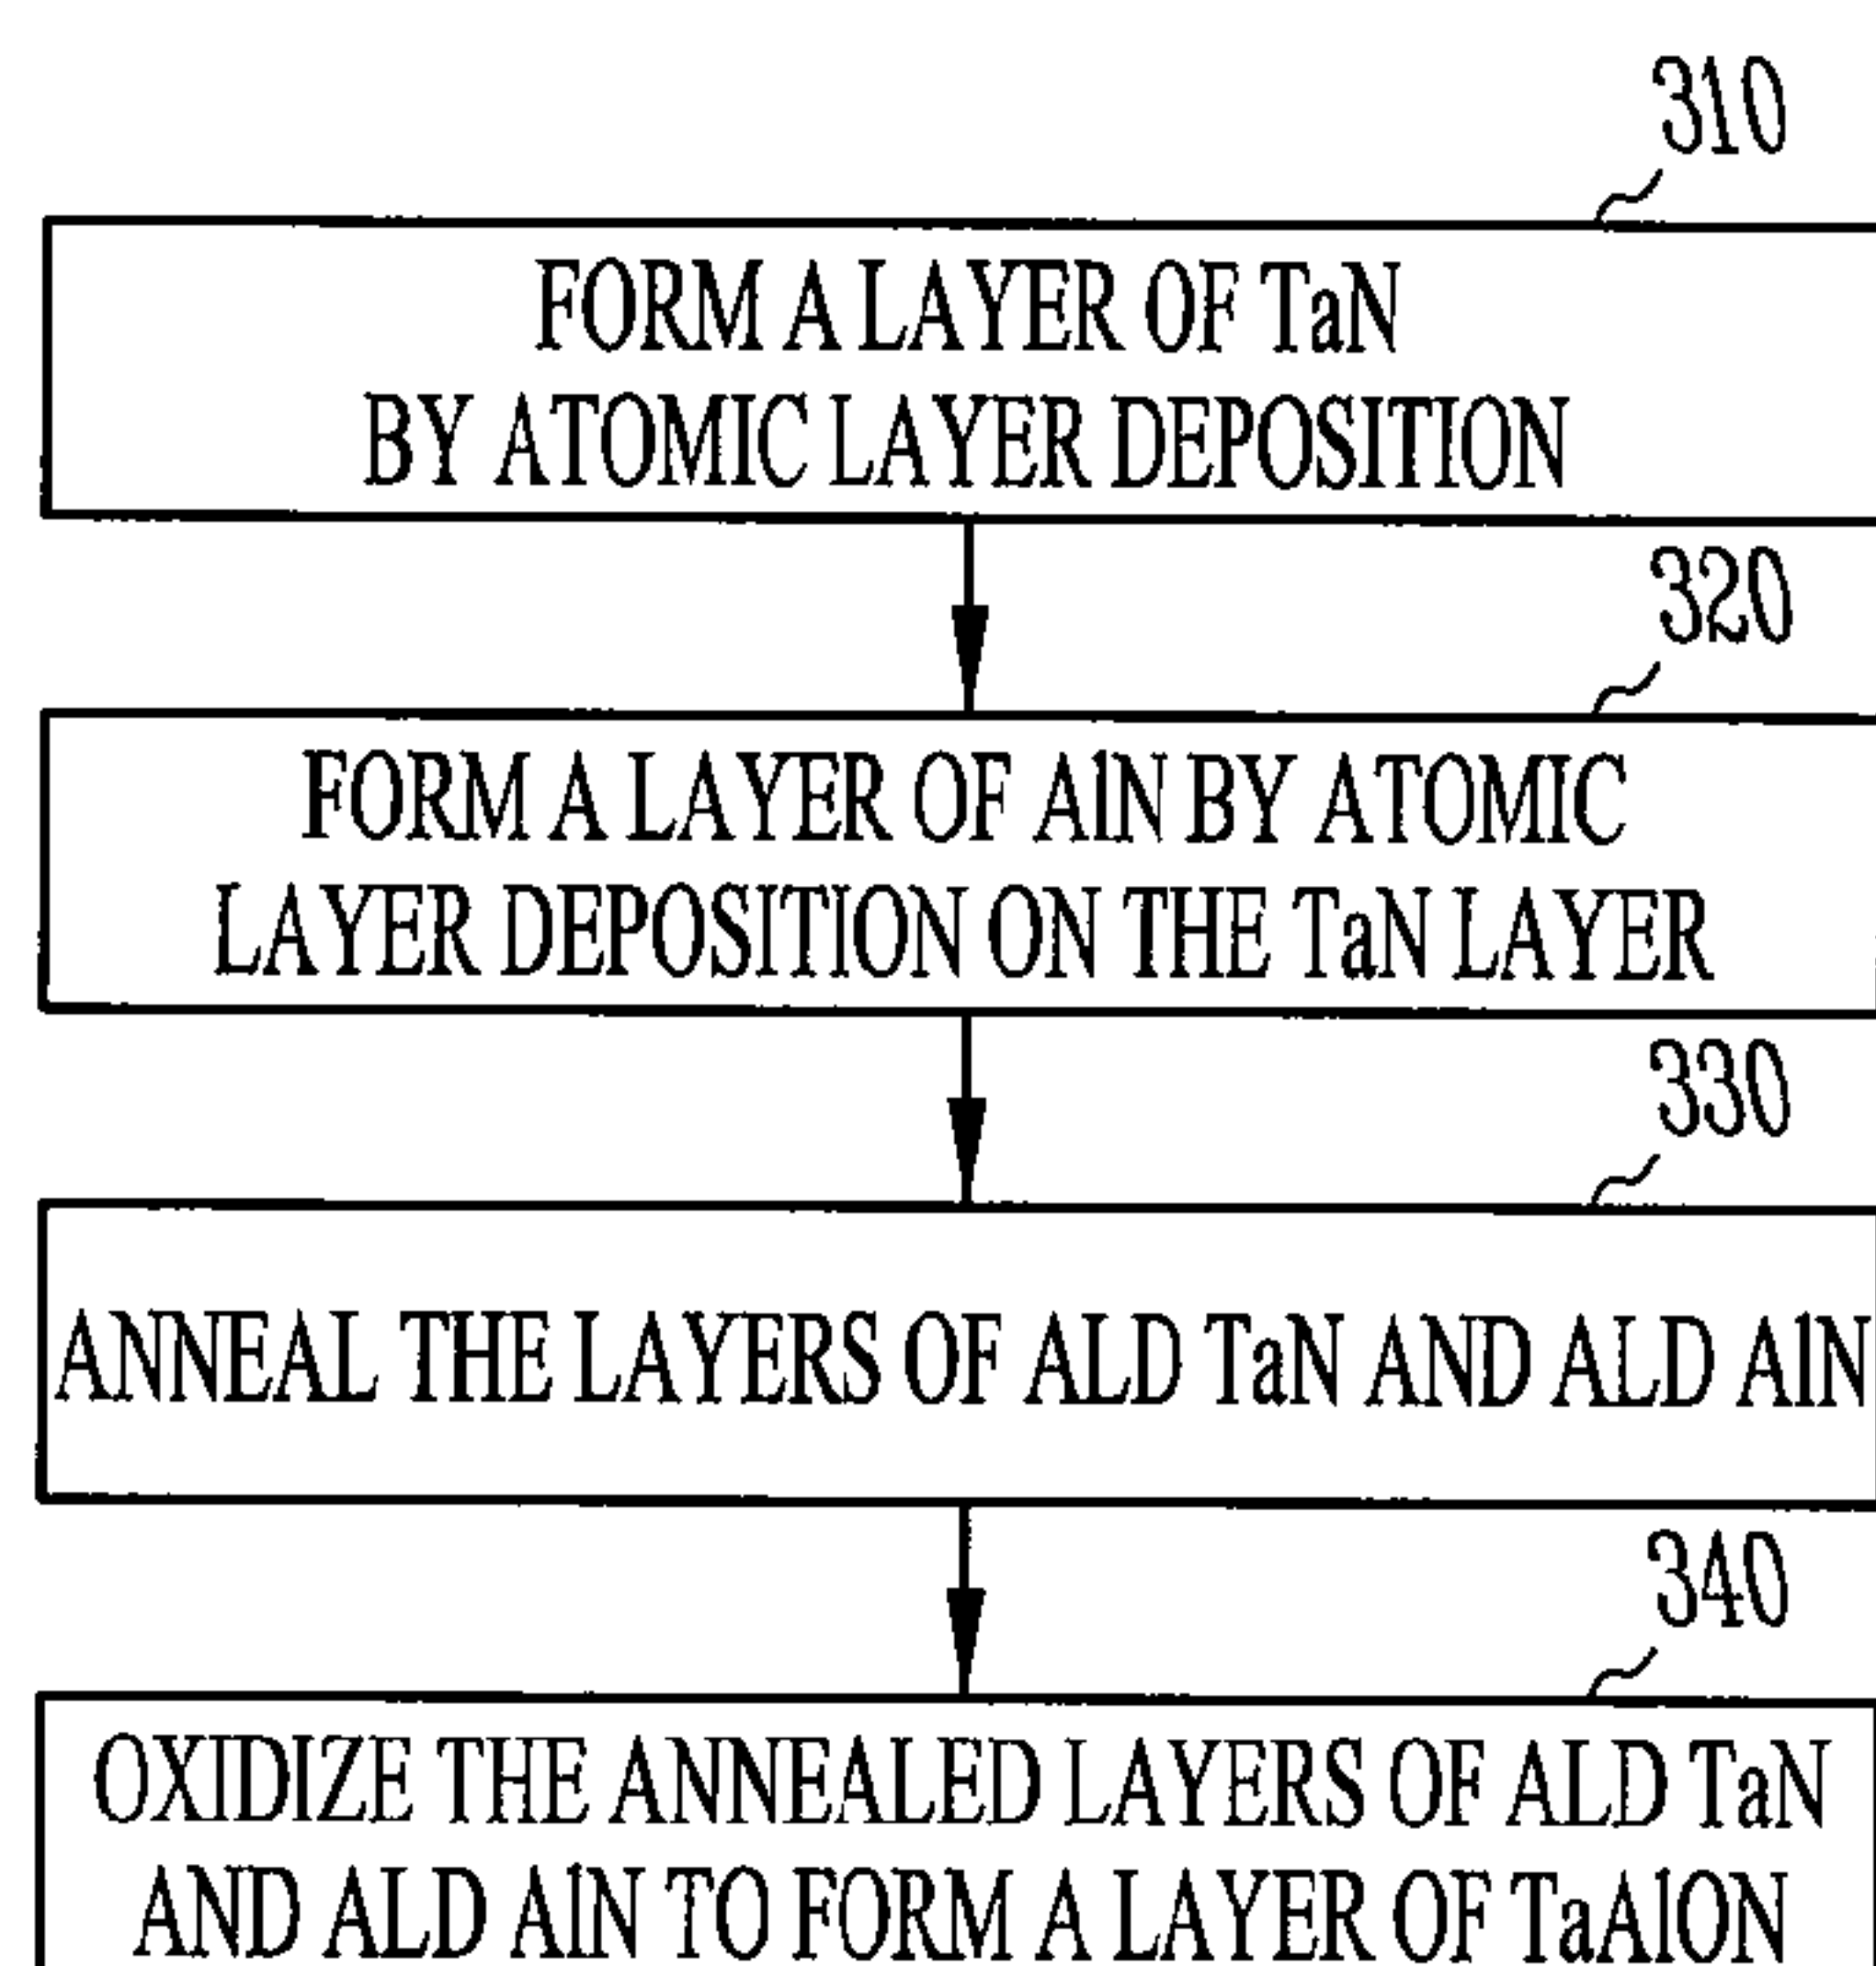 310
FORM A LAYER OF TaN
BY ATOMIC LAYER DEPOSITION
320
FORM A LAYER OF AlN BY ATOMIC
LAYER DEPOSITION ON THE TaN LAYER
330
ANNEAL THE LAYERS OF ALD TaN AND ALD AlN
340
OXIDIZE THE ANNEALED LAYERS OF ALD TaN
AND ALD AlN TO FORM A LAYER OF TaAlON